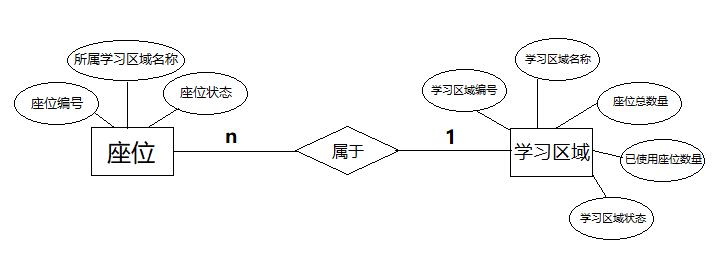 所属学习区域名称
座位编号
座位状态
座位
n
属于
1
学习区域名称
学习区域编号
座位总数量
学习区域
已使用座位数量
学习区域状态